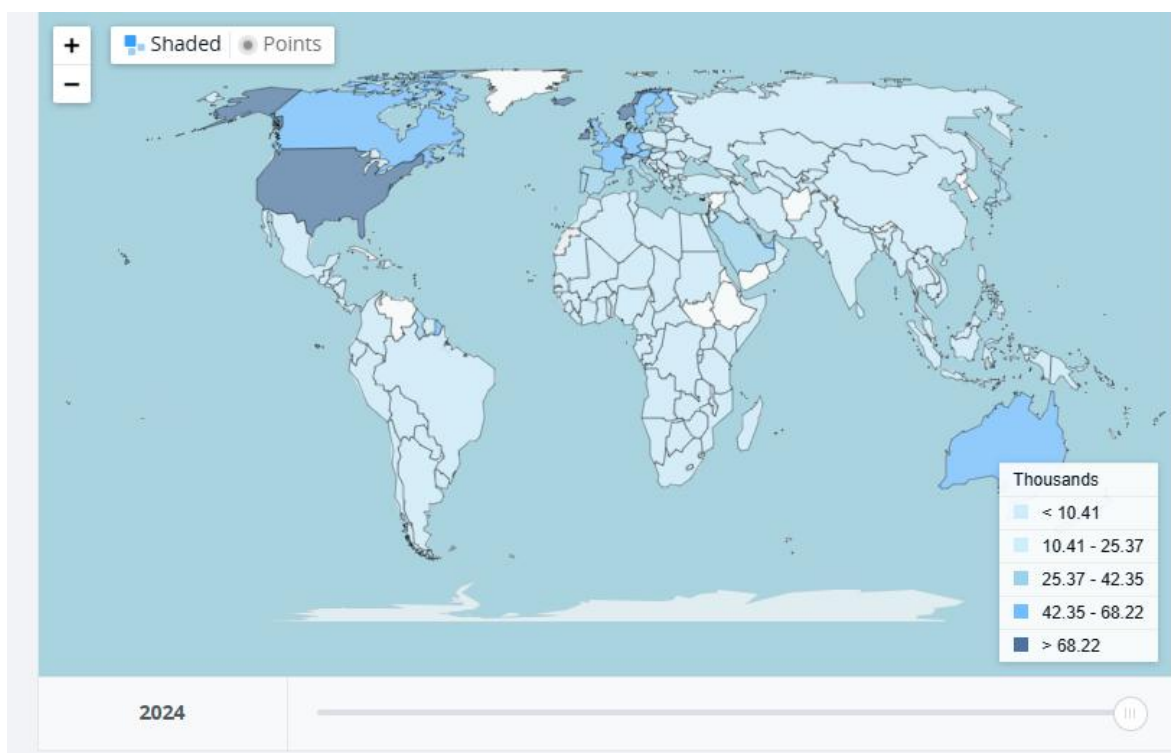 +
−
Shaded Points
Thousands
< 10.41
10.41 - 25.37
25.37 - 42.35
42.35 - 68.22
> 68.22
2024